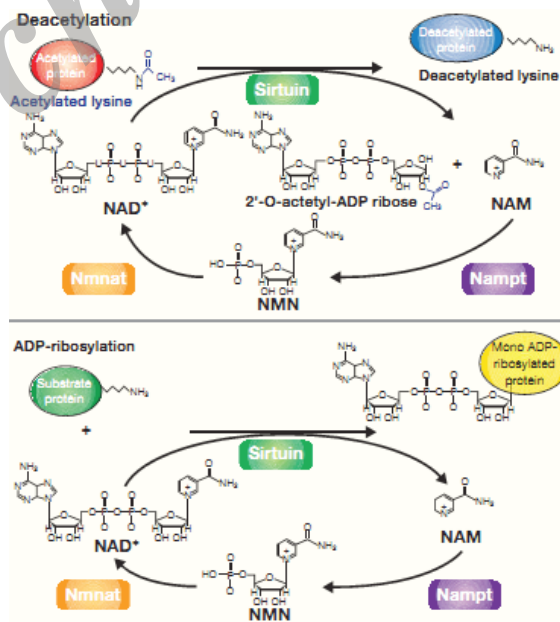 Deacetylation
Acetylated
protein
Deacetylated
protein
Acetylated lysine
Sirtuin
Deacetylated lysine
NAD+
2'-O-actetyl-ADP ribose
+
NAM
Nmnat
NMN
Nampt
ADP-ribosylation
Substrate
protein
Mono ADP-
ribosylated
protein
+
Sirtuin
NAD+
NAM
Nmnat
NMN
Nampt